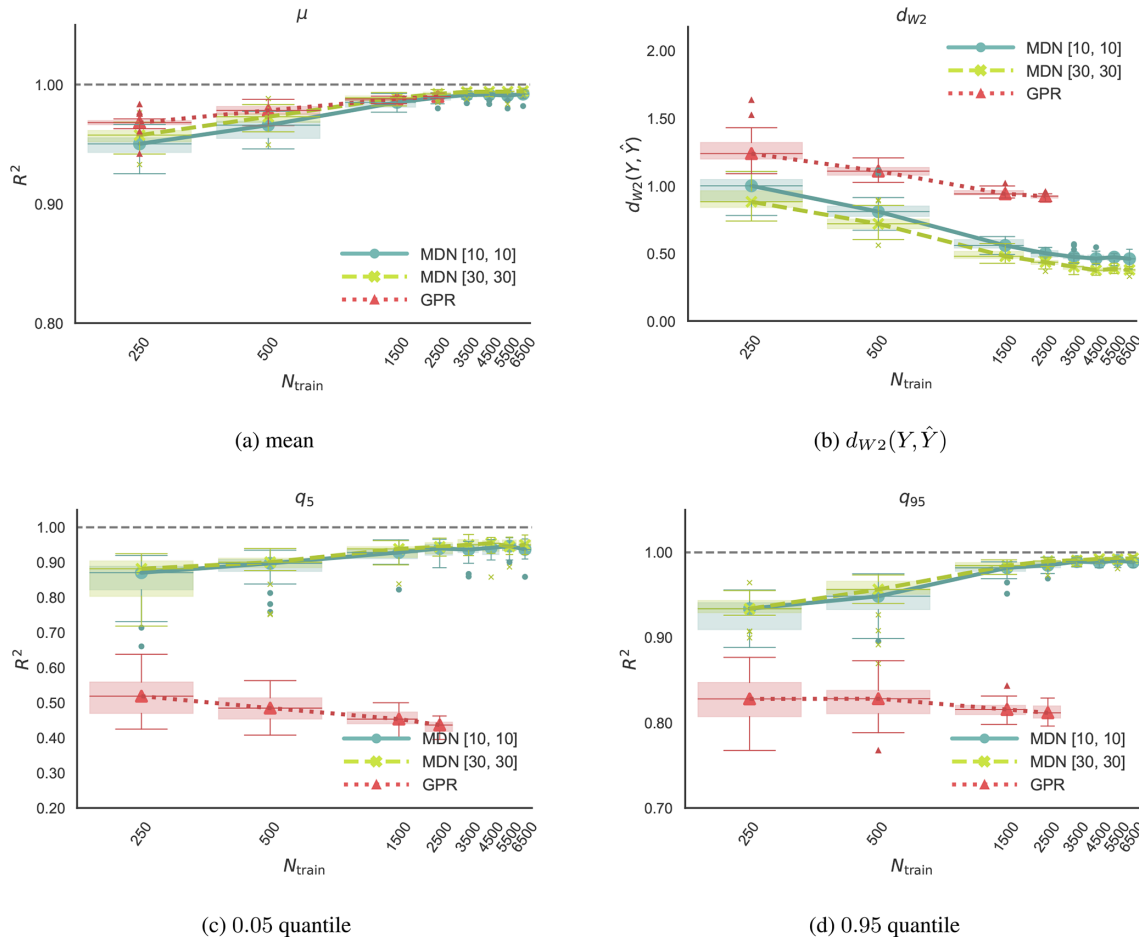 μ
1.00
0.90
0.80
R²
MDN [10, 10]
MDN [30, 30]
GPR
250
500
1500
2500
3500
4500
5500
6500
N_train
(a) mean
d_W2
2.00
1.50
1.00
0.50
0.00
d_W2(Y, Ŷ)
MDN [10, 10]
MDN [30, 30]
GPR
250
500
1500
2500
3500
4500
5500
6500
N_train
(b) d_W2(Y, Ŷ)
q₅
1.00
0.90
0.80
0.70
0.60
0.50
0.40
0.30
0.20
R²
MDN [10, 10]
MDN [30, 30]
GPR
250
500
1500
2500
3500
4500
5500
6500
N_train
(c) 0.05 quantile
q₉₅
1.00
0.90
0.80
0.70
R²
MDN [10, 10]
MDN [30, 30]
GPR
250
500
1500
2500
3500
4500
5500
6500
N_train
(d) 0.95 quantile